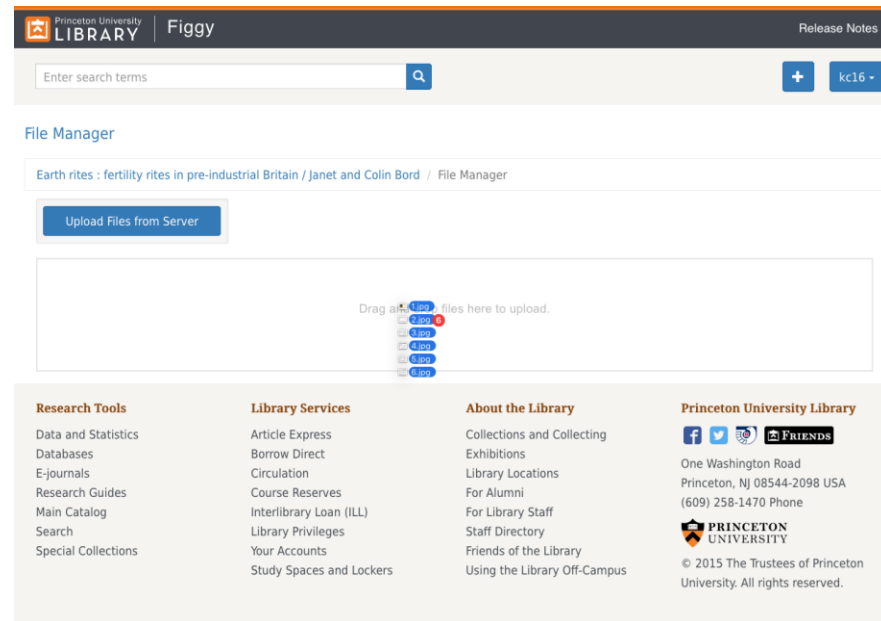 Princeton University
LIBRARY
Figgy
Release Notes
Enter search terms
+
kc16
File Manager
Earth rites : fertility rites in pre-industrial Britain / Janet and Colin Bord / File Manager
Upload Files from Server
Drag and files here to upload.
1.jpg
2.jpg 6
3.jpg
4.jpg
5.jpg
6.jpg
Research Tools
Data and Statistics
Databases
E-journals
Research Guides
Main Catalog
Search
Special Collections
Library Services
Article Express
Borrow Direct
Circulation
Course Reserves
Interlibrary Loan (ILL)
Library Privileges
Your Accounts
Study Spaces and Lockers
About the Library
Collections and Collecting
Exhibitions
Library Locations
For Alumni
For Library Staff
Staff Directory
Friends of the Library
Using the Library Off-Campus
Princeton University Library
FRIENDS
One Washington Road
Princeton, NJ 08544-2098 USA
(609) 258-1470 Phone
PRINCETON
UNIVERSITY
© 2015 The Trustees of Princeton
University. All rights reserved.